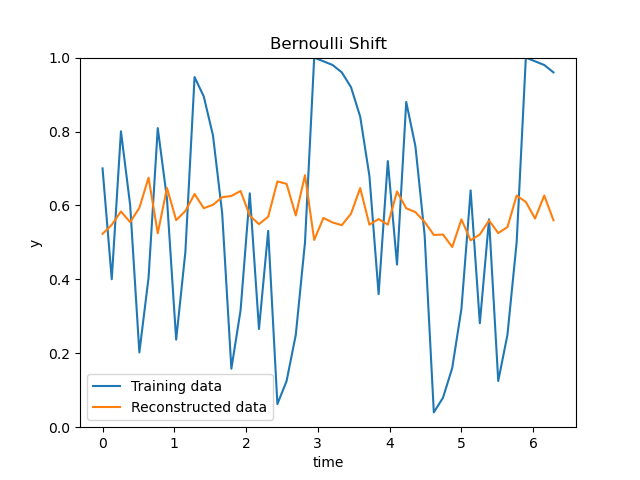 Bernoulli Shift
1.0
0.8
0.6
0.4
0.2
0.0
y
Training data
Reconstructed data
0 1 2 3 4 5 6
time